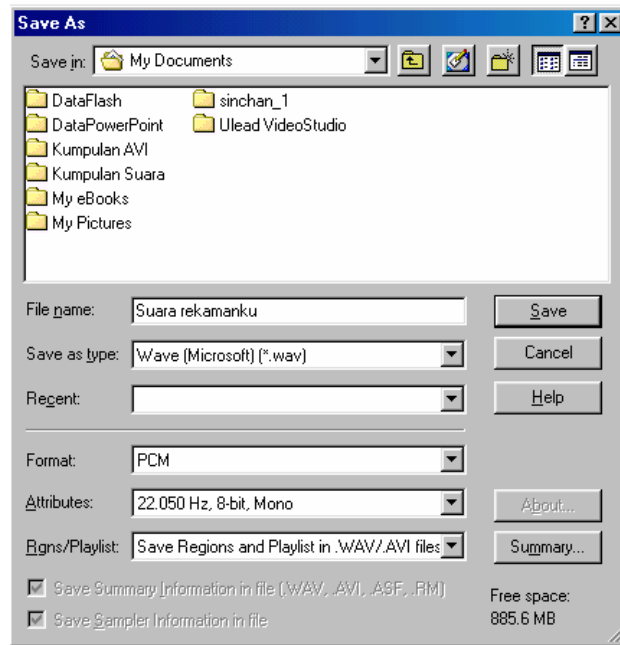 Save As
Save in: My Documents
DataFlash
DataPowerPoint
Kumpulan AVI
Kumpulan Suara
My eBooks
My Pictures
sinchan_1
Ulead VideoStudio
File name: Suara rekamanku Save
Save as type: Wave (Microsoft) (*.wav) Cancel
Recent: Help
Format: PCM
Attributes: 22.050 Hz, 8-bit, Mono About...
Rgns/Playlist: Save Regions and Playlist in .WAV/.AVI files Summary...
Save Summary Information in file (.WAV, .AVI, .ASF, .RM)
Save Sampler Information in file
Free space:
885.6 MB